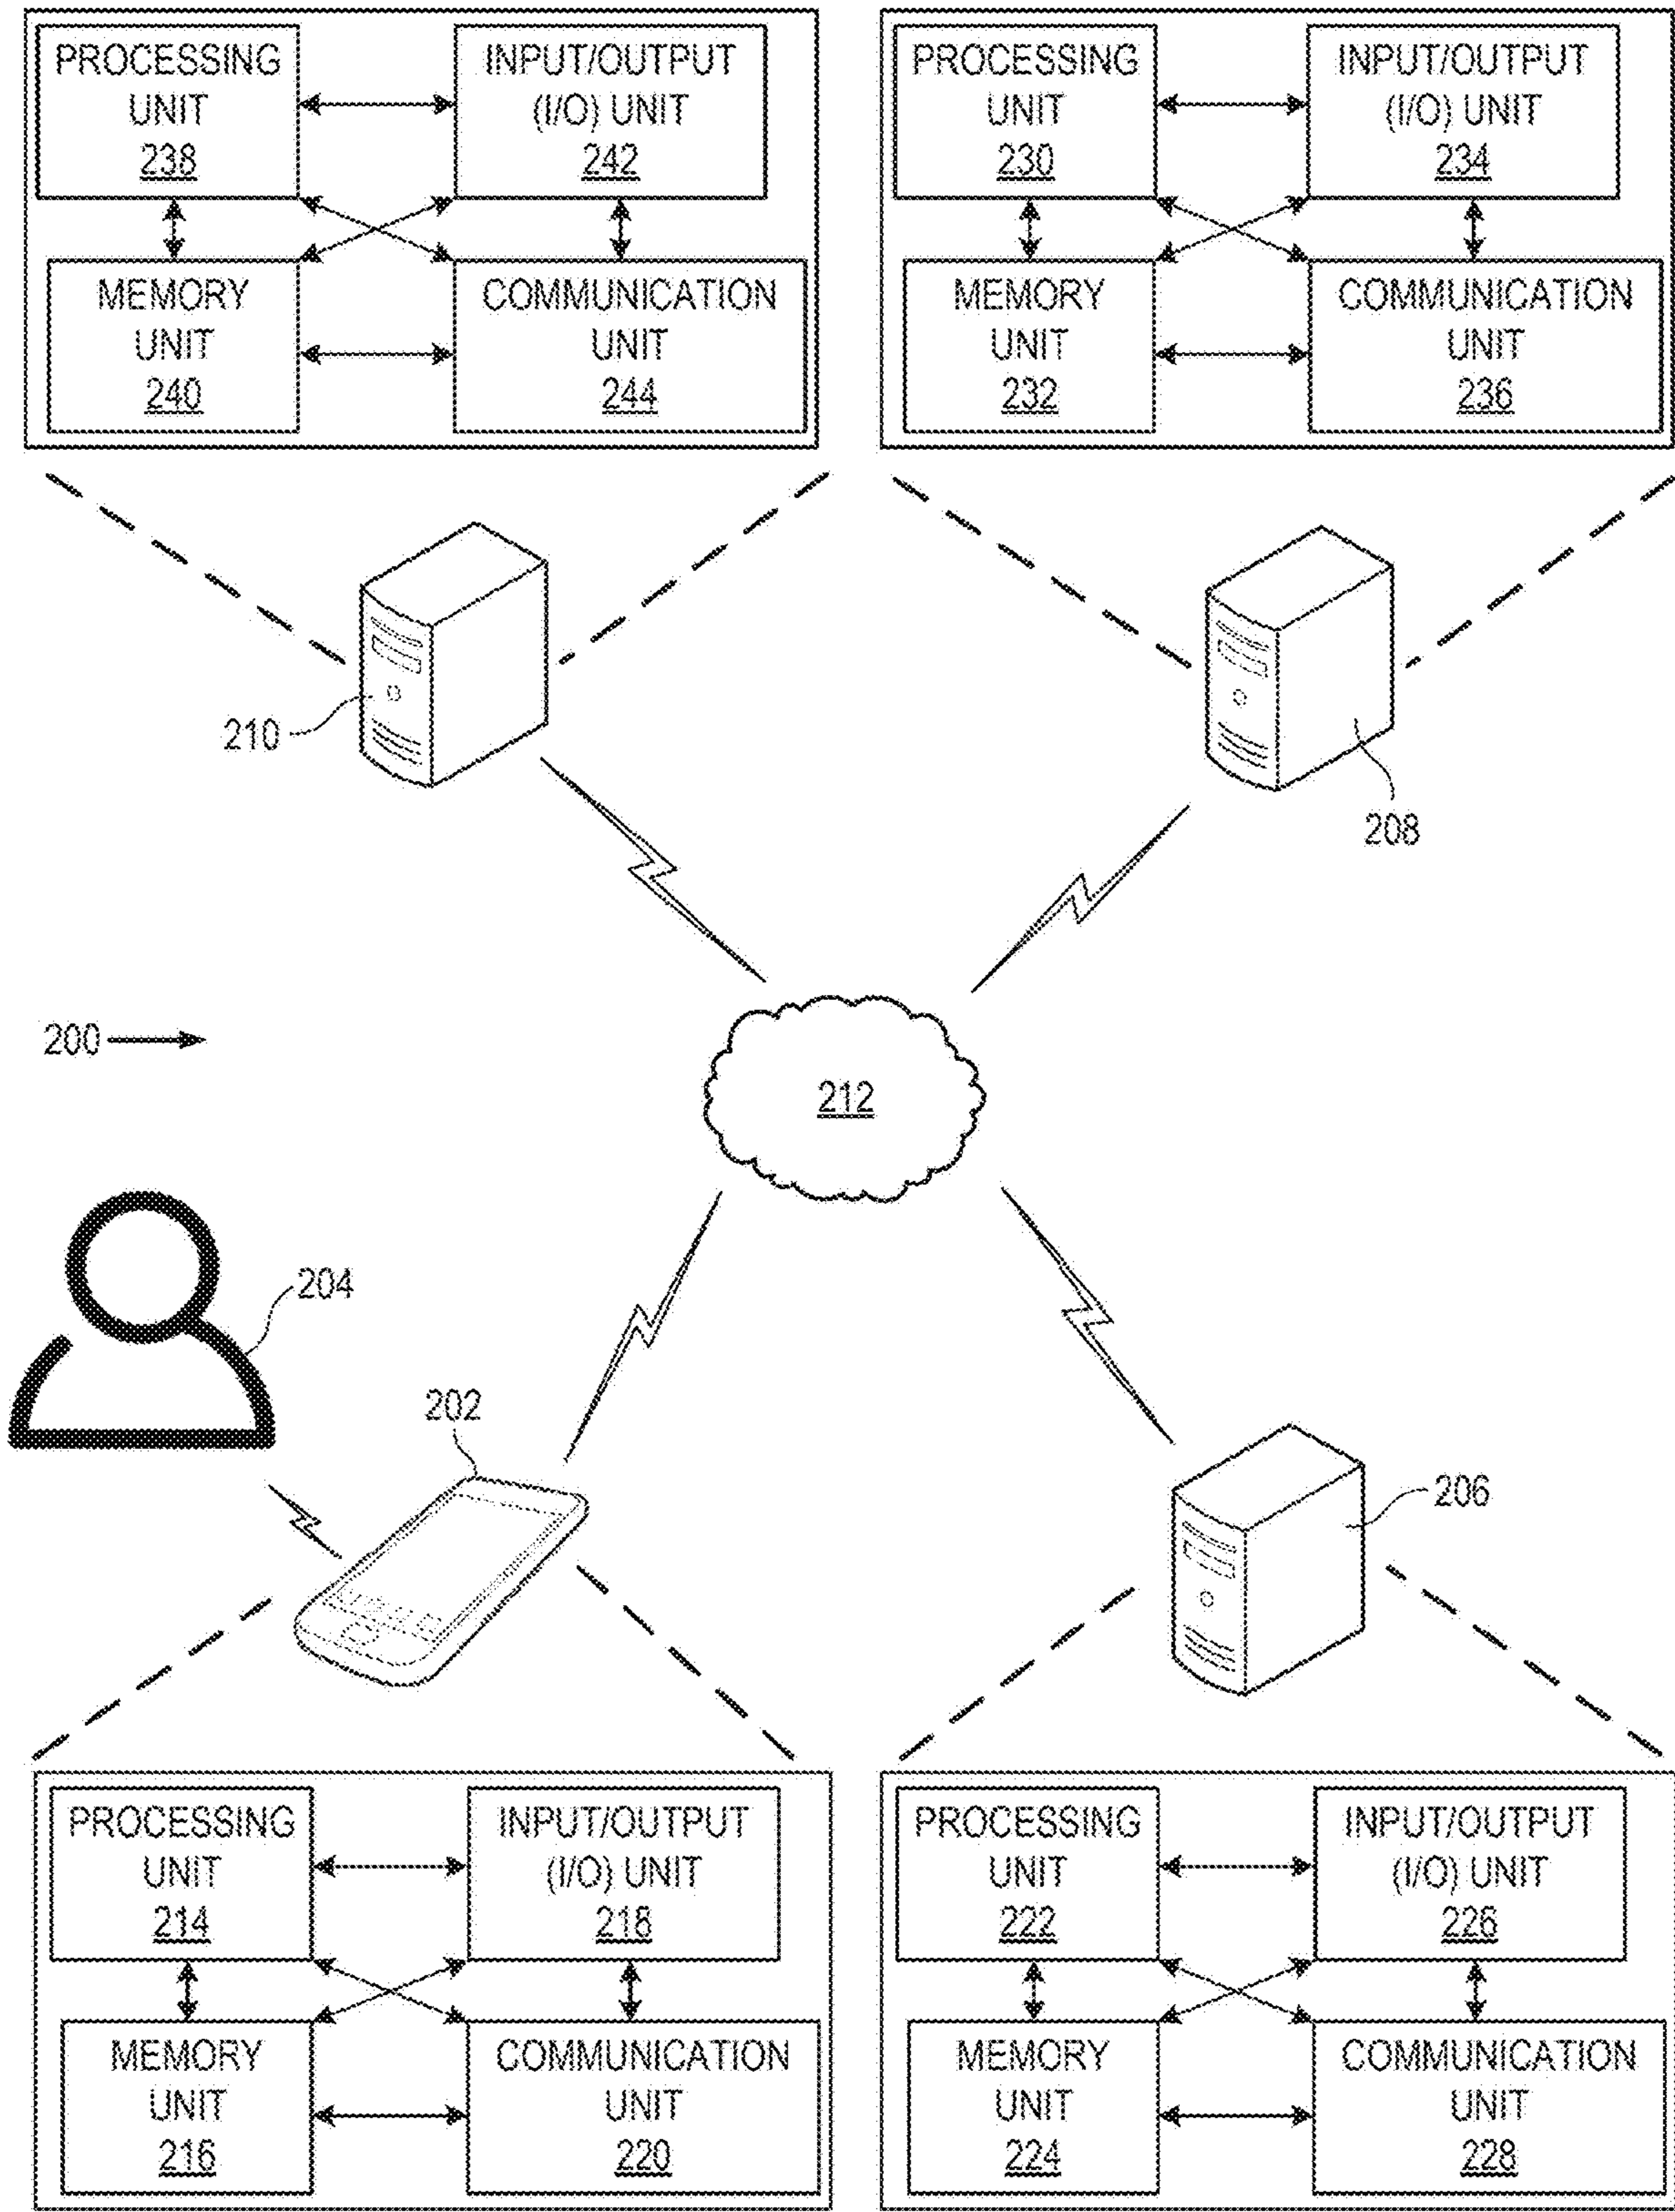 PROCESSING
UNIT
238
INPUT/OUTPUT
(I/O) UNIT
242
MEMORY
UNIT
240
COMMUNICATION
UNIT
244
PROCESSING
UNIT
230
INPUT/OUTPUT
(I/O) UNIT
234
MEMORY
UNIT
232
COMMUNICATION
UNIT
236
210
208
200
212
204
202
206
PROCESSING
UNIT
214
INPUT/OUTPUT
(I/O) UNIT
218
MEMORY
UNIT
216
COMMUNICATION
UNIT
220
PROCESSING
UNIT
222
INPUT/OUTPUT
(I/O) UNIT
226
MEMORY
UNIT
224
COMMUNICATION
UNIT
228